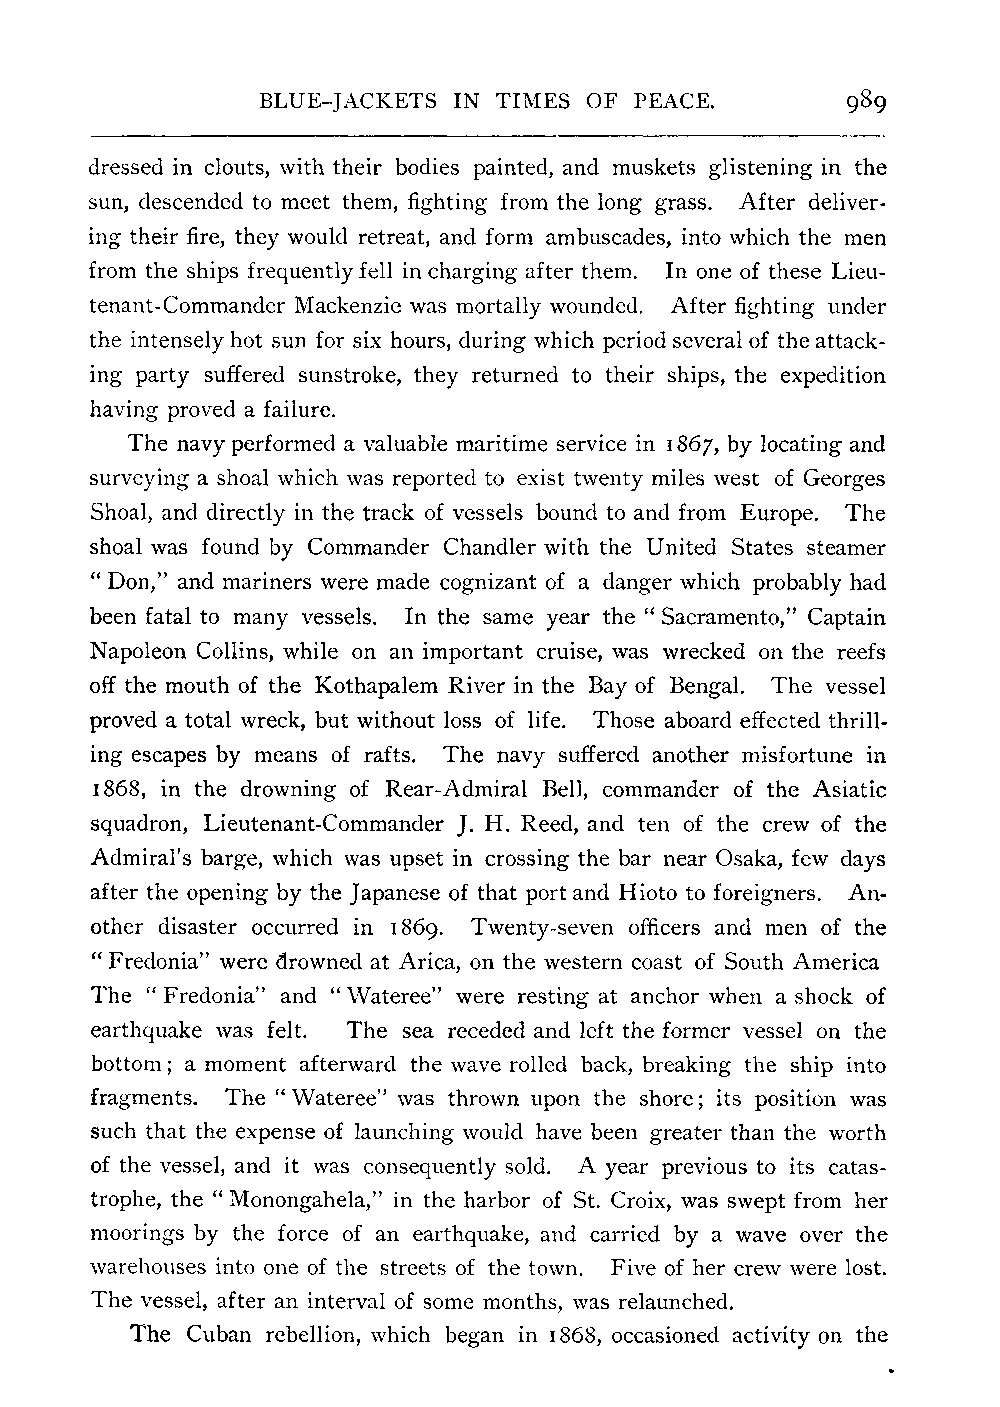 BLUE-JACKETS IN TIMES OF PEACE. 989
dressed in clouts, with their bodies painted, and muskets glistening in the
sun, descended to meet them, fighting from the long grass. After deliver-
ing their fire, they would retreat, and form ambuscades, into which the men
from the ships frequently fell in charging after them. In one of these Lieu-
tenant-Commander Mackenzie was mortally wounded. After fighting under
the intensely hot sun for six hours, during which period several of the attack-
ing party suffered sunstroke, they returned to their ships, the expedition
having proved a failure.
The navy performed a valuable maritime service in 1867, by locating and
surveying a shoal which was reported to exist twenty miles west of Georges
Shoal, and directly in the track of vessels bound to and from Europe. The
shoal was found by Commander Chandler with the United States steamer
"Don," and mariners were made cognizant of a danger which probably had
been fatal to many vessels. In the same year the "Sacramento," Captain
Napoleon Collins, while on an important cruise, was wrecked on the reefs
off the mouth of the Kothapalem River in the Bay of Bengal. The vessel
proved a total wreck, but without loss of life. Those aboard effected thrill-
ing escapes by means of rafts. The navy suffered another misfortune in
1868, in the drowning of Rear-Admiral Bell, commander of the Asiatic
squadron, Lieutenant-Commander J. H. Reed, and ten of the crew of the
Admiral's barge, which was upset in crossing the bar near Osaka, few days
after the opening by the Japanese of that port and Hioto to foreigners. An-
other disaster occurred in 1869. Twenty-seven officers and men of the
"Fredonia" were drowned at Arica, on the western coast of South America
The "Fredonia" and "Wateree" were resting at anchor when a shock of
earthquake was felt. The sea receded and left the former vessel on the
bottom; a moment afterward the wave rolled back, breaking the ship into
fragments. The "Wateree" was thrown upon the shore; its position was
such that the expense of launching would have been greater than the worth
of the vessel, and it was consequently sold. A year previous to its catas-
trophe, the "Monongahela," in the harbor of St. Croix, was swept from her
moorings by the force of an earthquake, and carried by a wave over the
warehouses into one of the streets of the town. Five of her crew were lost.
The vessel, after an interval of some months, was relaunched.
The Cuban rebellion, which began in 1868, occasioned activity on the